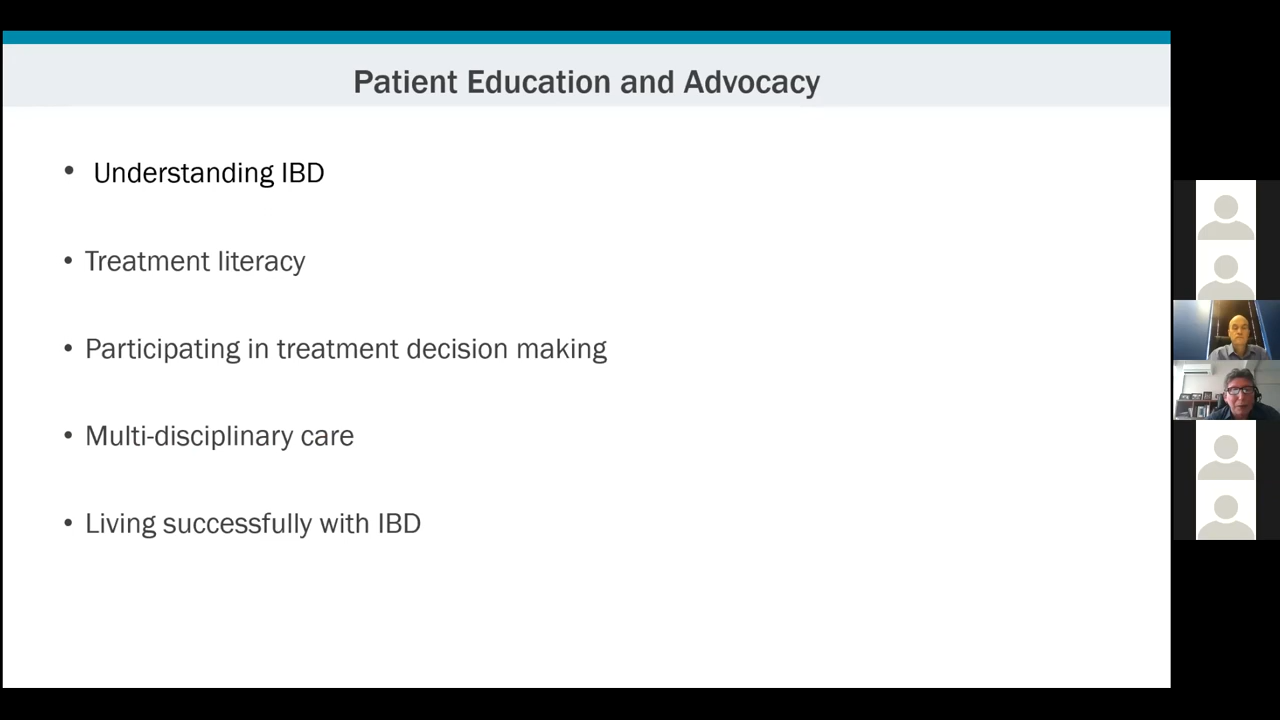 Patient Education and Advocacy
• Understanding IBD
• Treatment literacy
• Participating in treatment decision making
• Multi-disciplinary care
• Living successfully with IBD